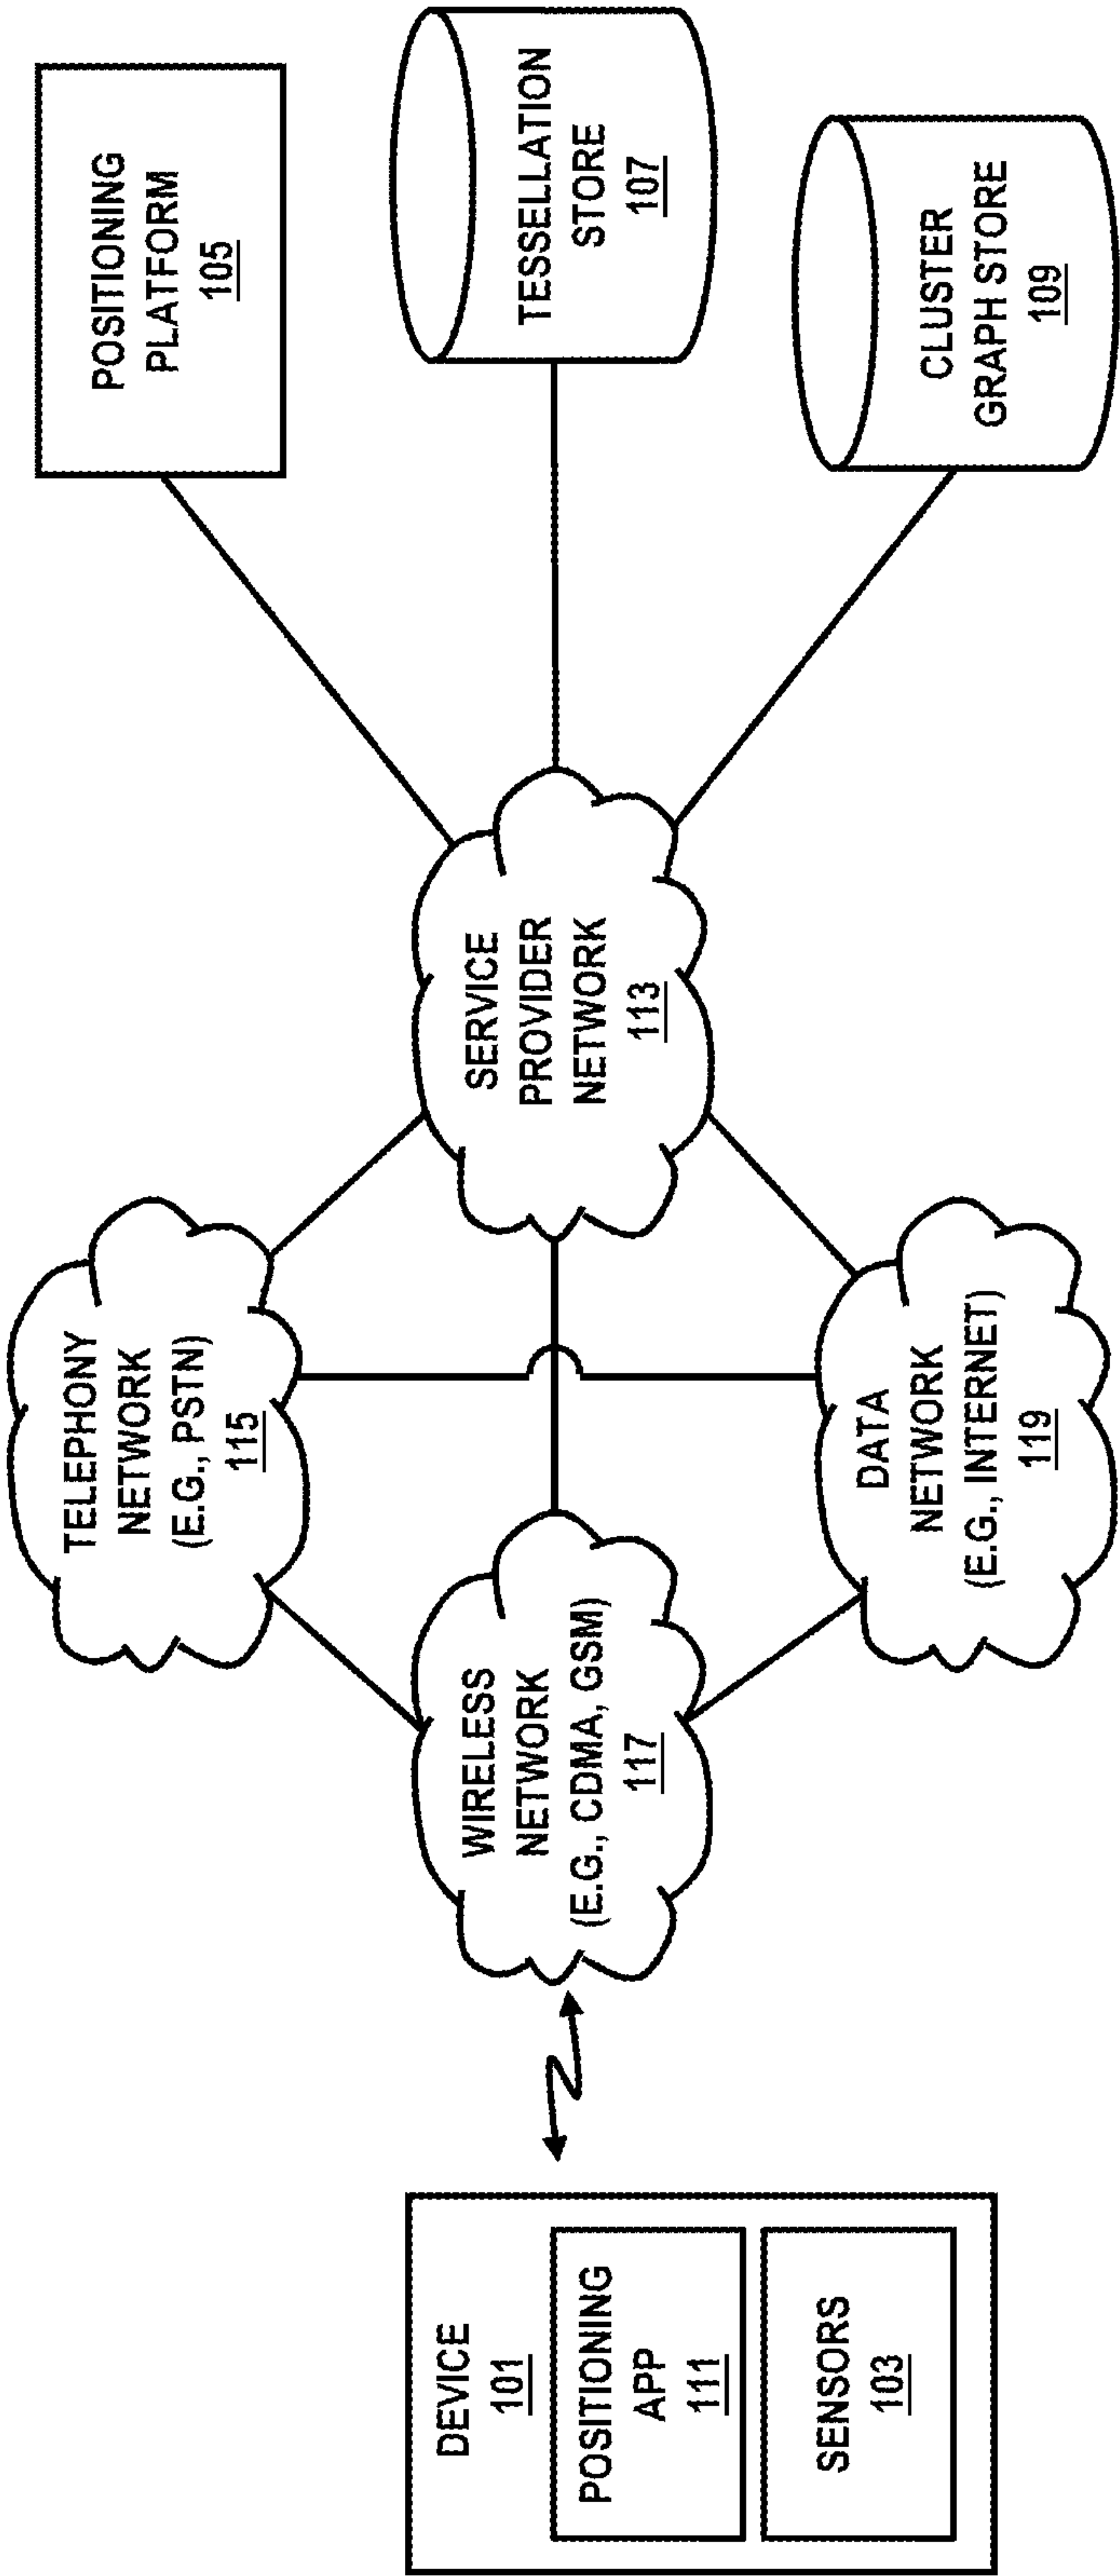 DEVICE
101
POSITIONING
APP
111
SENSORS
103
TELEPHONY
NETWORK
(E.G., PSTN)
115
WIRELESS
NETWORK
(E.G., CDMA, GSM)
117
DATA
NETWORK
(E.G., INTERNET)
119
SERVICE
PROVIDER
NETWORK
113
POSITIONING
PLATFORM
105
TESSELLATION
STORE
107
CLUSTER
GRAPH STORE
109